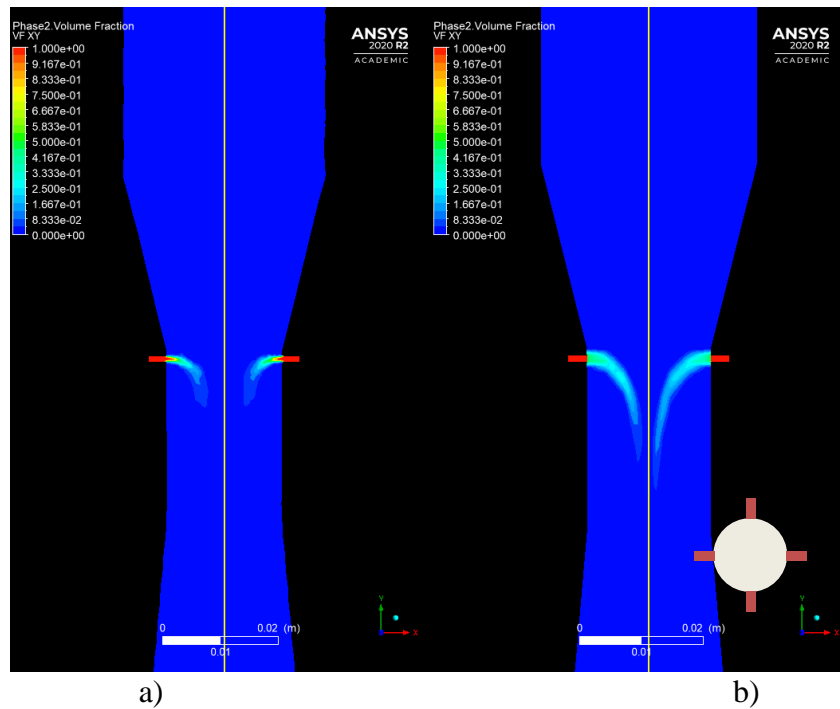 Phase2.Volume Fraction
VF XY
1.000e+00
9.167e-01
8.333e-01
7.500e-01
6.667e-01
5.833e-01
5.000e-01
4.167e-01
3.333e-01
2.500e-01
1.667e-01
8.333e-02
0.000e+00
ANSYS
2020 R2
ACADEMIC
0
0.02 (m)
0.01
Y
X
a)
Phase2.Volume Fraction
VF XY
1.000e+00
9.167e-01
8.333e-01
7.500e-01
6.667e-01
5.833e-01
5.000e-01
4.167e-01
3.333e-01
2.500e-01
1.667e-01
8.333e-02
0.000e+00
ANSYS
2020 R2
ACADEMIC
0
0.02 (m)
0.01
Y
X
b)